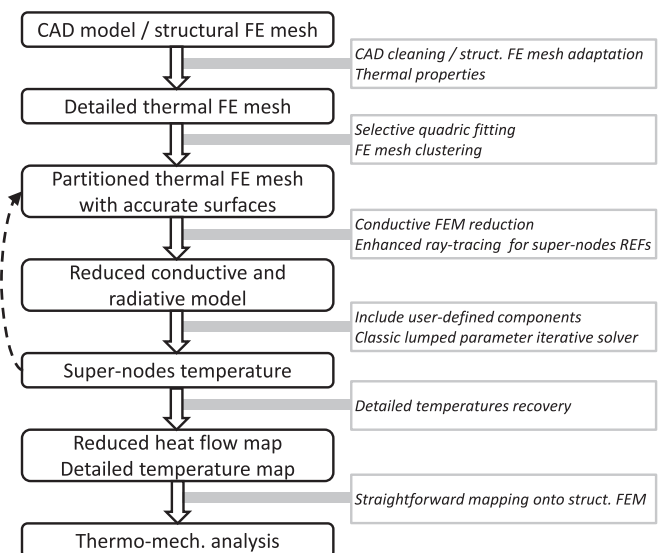 CAD model / structural FE mesh
CAD cleaning / struct. FE mesh adaptation
Thermal properties
Detailed thermal FE mesh
Selective quadric fitting
FE mesh clustering
Partitioned thermal FE mesh
with accurate surfaces
Conductive FEM reduction
Enhanced ray-tracing for super-nodes REFs
Reduced conductive and
radiative model
Include user-defined components
Classic lumped parameter iterative solver
Super-nodes temperature
Detailed temperatures recovery
Reduced heat flow map
Detailed temperature map
Straightforward mapping onto struct. FEM
Thermo-mech. analysis